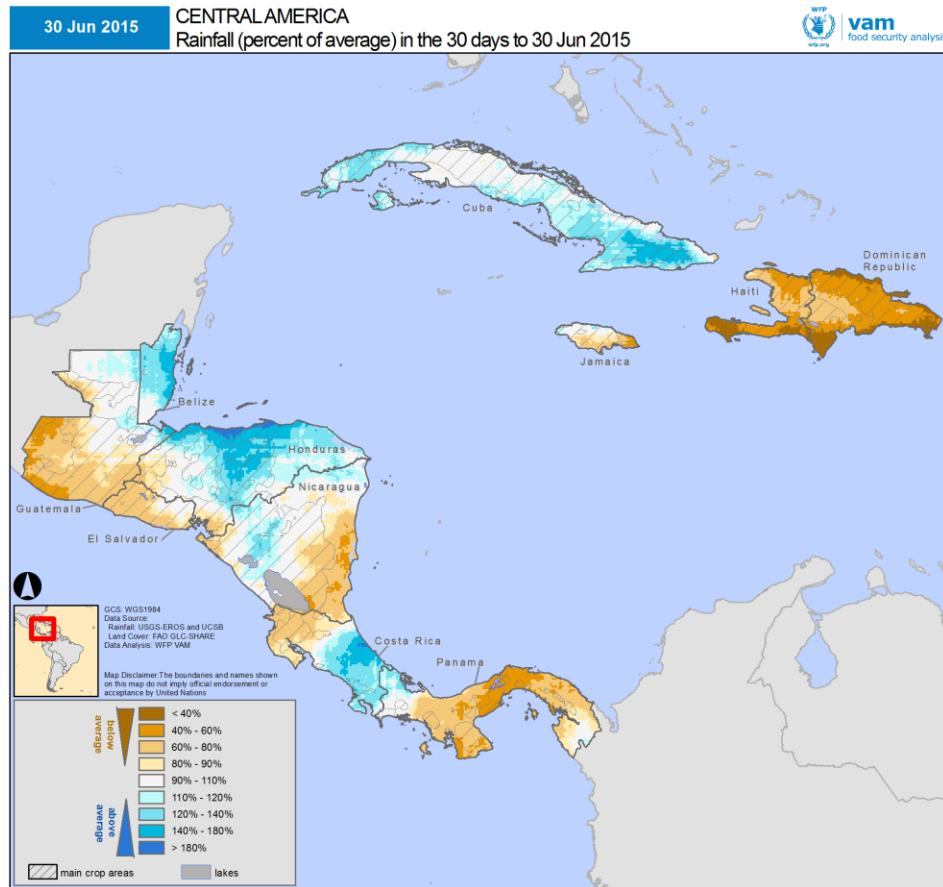 30 Jun 2015
CENTRAL AMERICA
Rainfall (percent of average) in the 30 days to 30 Jun 2015
WFP
wfp.org
vam
food security analysis
Cuba
Dominican
Republic
Haiti
Jamaica
Belize
Honduras
Nicaragua
Guatemala
El Salvador
Costa Rica
Panama
GCS: WGS1984
Data Source:
Rainfall: USGS-EROS and UCSB
Land Cover: FAO GLC-SHARE
Data Analysis: WFP VAM
Map Disclaimer:The boundaries and names shown
on this map do not imply official endorsement or
acceptance by United Nations
below
average
above
average
< 40%
40% - 60%
60% - 80%
80% - 90%
90% - 110%
110% - 120%
120% - 140%
140% - 180%
> 180%
main crop areas
lakes